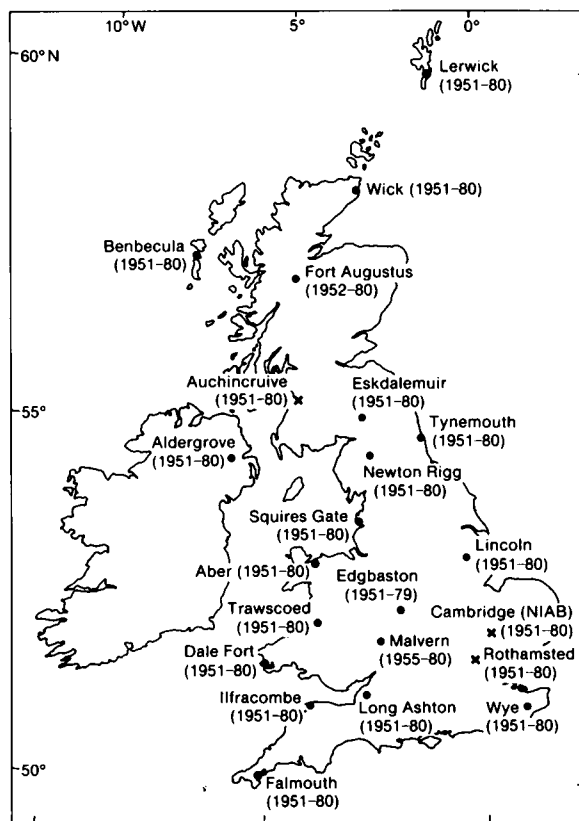 10°W 5° 0°
60°N
Lerwick
(1951–80)
Wick (1951–80)
Benbecula
(1951–80)
Fort Augustus
(1952–80)
Auchincruive
(1951–80)
Eskdalemuir
(1951–80)
55°
Tynemouth
(1951–80)
Aldergrove
(1951–80)
Newton Rigg
(1951–80)
Squires Gate
(1951–80)
Lincoln
(1951–80)
Aber (1951–80)
Edgbaston
(1951–79)
Trawscoed
(1951–80)
Cambridge (NIAB)
(1951–80)
Malvern
(1955–80)
Rothamsted
(1951–80)
Dale Fort
(1951–80)
Ilfracombe
(1951–80)
Long Ashton
(1951–80)
Wye
(1951–80)
50°
Falmouth
(1951–80)
5° 0°